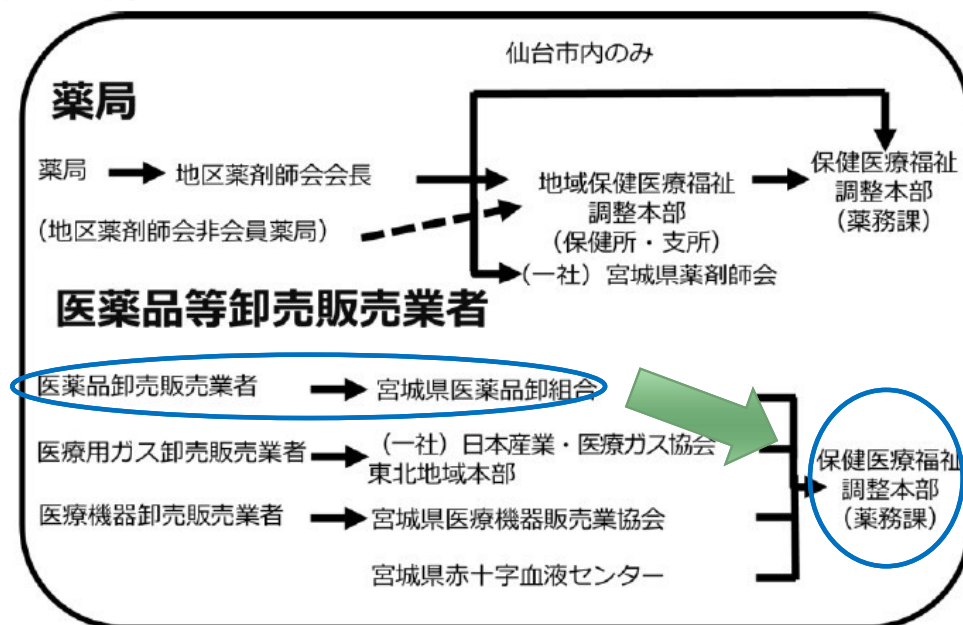 仙台市内のみ
薬局
薬局
地区薬剤師会会長
(地区薬剤師会非会員薬局)
地域保健医療福祉
調整本部
(保健所・支所)
保健医療福祉
調整本部
(薬務課)
(一社)宮城県薬剤師会
医薬品等卸売販売業者
医薬品卸売販売業者
宮城県医薬品卸組合
医療用ガス卸売販売業者
(一社)日本産業・医療ガス協会
東北地域本部
医療機器卸売販売業者
宮城県医療機器販売業協会
宮城県赤十字血液センター
保健医療福祉
調整本部
(薬務課)